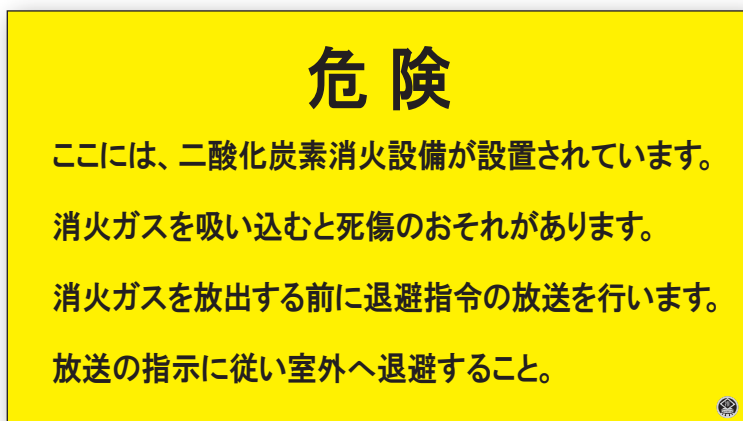 危険
ここには、二酸化炭素消火設備が設置されています。
消火ガスを吸い込むと死傷のおそれがあります。
消火ガスを放出する前に退避指令の放送を行います。
放送の指示に従い室外へ退避すること。